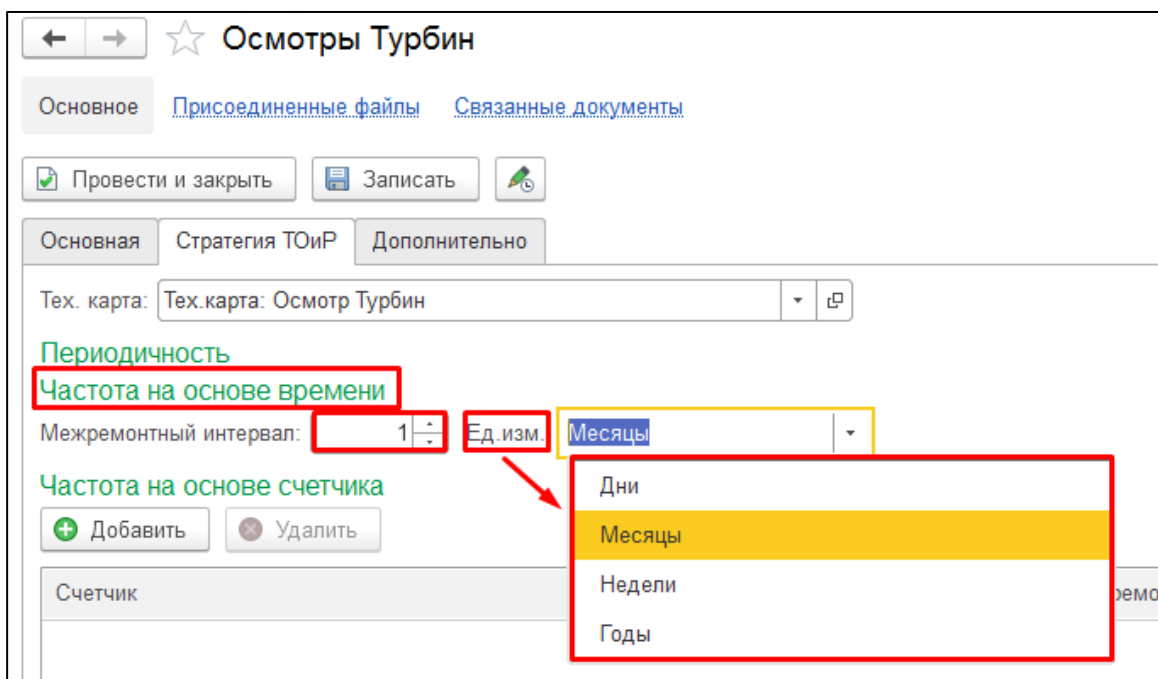 Осмотры Турбин
Основное Присоединенные файлы Связанные документы
Провести и закрыть Записать
Основная Стратегия ТОиР Дополнительно
Тех. карта: Тех.карта: Осмотр Турбин
Периодичность
Частота на основе времени
Межремонтный интервал: 1 Ед.изм. Месяцы
Частота на основе счетчика
Добавить Удалить
Счетчик
Дни
Месяцы
Недели
Годы